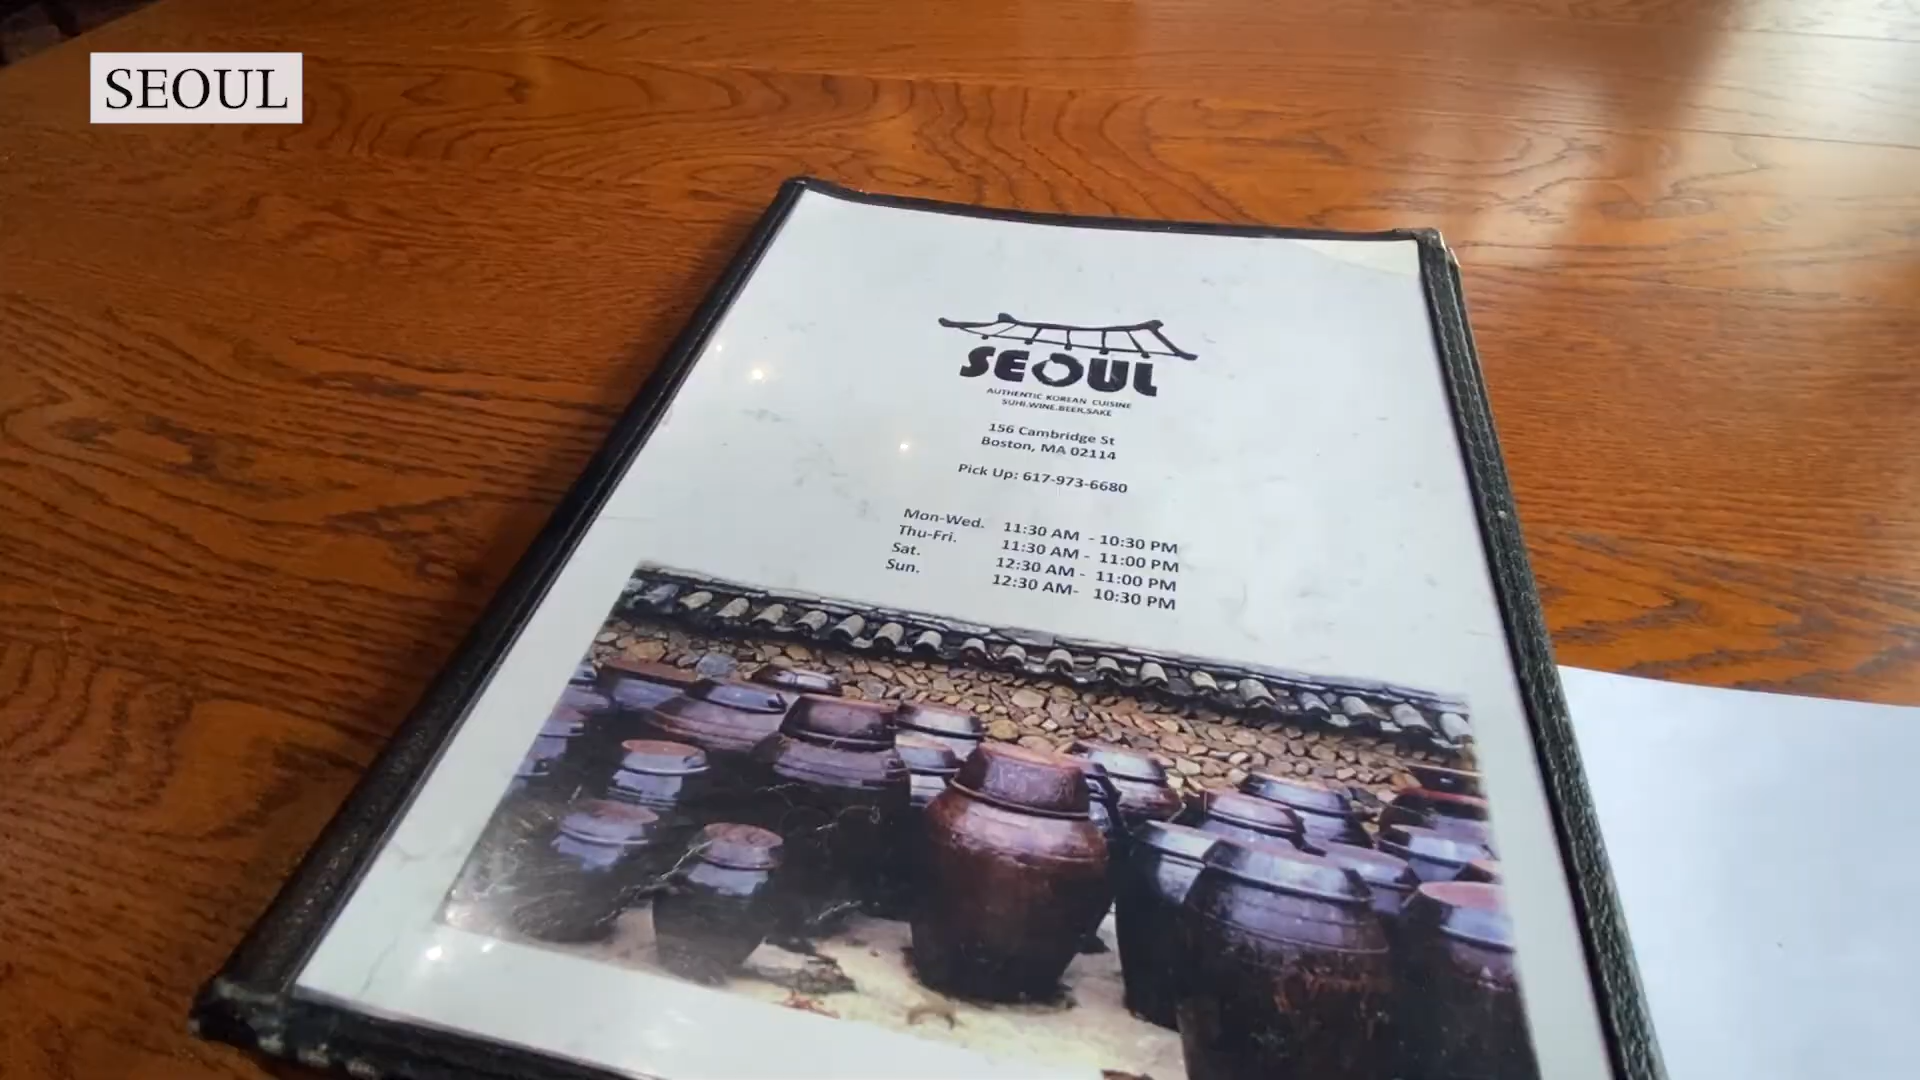 SEOUL
SEOUL
AUTHENTIC KOREAN CUISINE
SUHI.WINE.BEER.SAKE
156 Cambridge St
Boston, MA 02114
Pick Up: 617-973-6680
Mon-Wed. 11:30 AM - 10:30 PM
Thu-Fri. 11:30 AM - 11:00 PM
Sat. 12:30 AM - 11:00 PM
Sun. 12:30 AM- 10:30 PM